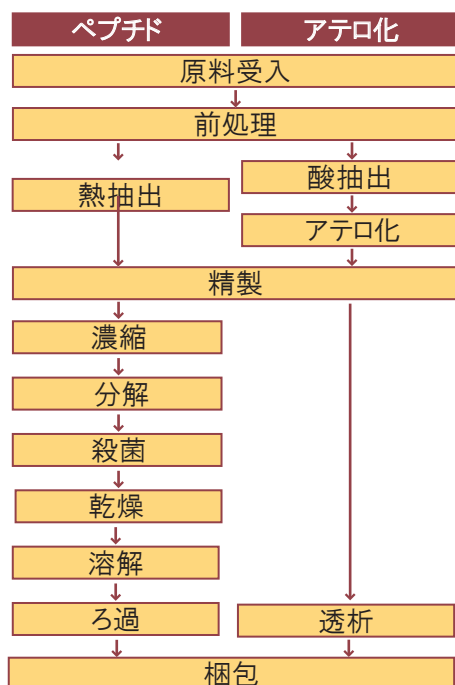 ペプチド アテロ化
原料受入
前処理
熱抽出 酸抽出
アテロ化
精製
濃縮
分解
殺菌
乾燥
溶解
ろ過 透析
梱包